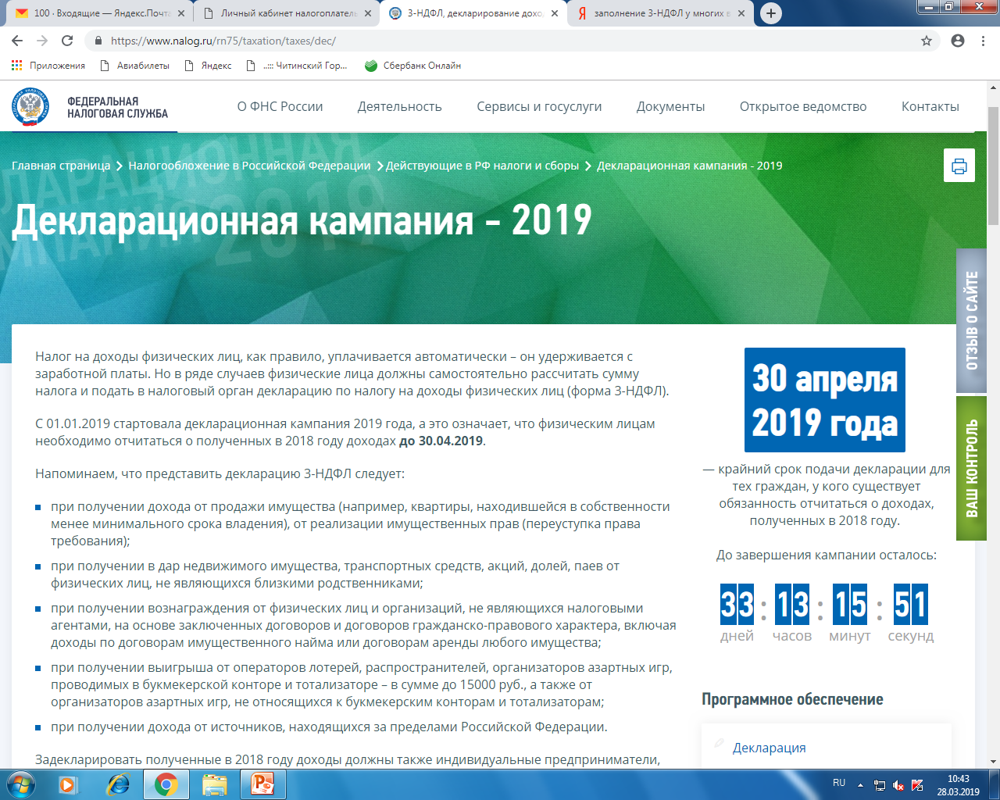 100 · Входящие — Яндекс.Почта
Личный кабинет налогоплатель
3-НДФЛ, декларирование дохо
заполнение 3-НДФЛ у многих в
https://www.nalog.ru/rn75/taxation/taxes/dec/
Приложения
Авиабилеты
Яндекс
..::: Читинский Гор...
Сбербанк Онлайн
ФЕДЕРАЛЬНАЯ
НАЛОГОВАЯ СЛУЖБА
О ФНС России
Деятельность
Сервисы и госуслуги
Документы
Открытое ведомство
Контакты
Главная страница
Налогообложение в Российской Федерации
Действующие в РФ налоги и сборы
Декларационная кампания - 2019
Декларационная кампания – 2019
Налог на доходы физических лиц, как правило, уплачивается автоматически – он удерживается с
заработной платы. Но в ряде случаев физические лица должны самостоятельно рассчитать сумму
налога и подать в налоговый орган декларацию по налогу на доходы физических лиц (форма 3-НДФЛ).
С 01.01.2019 стартовала декларационная кампания 2019 года, а это означает, что физическим лицам
необходимо отчитаться о полученных в 2018 году доходах до 30.04.2019.
Напоминаем, что представить декларацию 3-НДФЛ следует:
при получении дохода от продажи имущества (например, квартиры, находившейся в собственности
менее минимального срока владения), от реализации имущественных прав (переуступка права
требования);
при получении в дар недвижимого имущества, транспортных средств, акций, долей, паев от
физических лиц, не являющихся близкими родственниками;
при получении вознаграждения от физических лиц и организаций, не являющихся налоговыми
агентами, на основе заключенных договоров и договоров гражданско-правового характера, включая
доходы по договорам имущественного найма или договорам аренды любого имущества;
при получении выигрыша от операторов лотерей, распространителей, организаторов азартных игр,
проводимых в букмекерской конторе и тотализаторе – в сумме до 15000 руб., а также от
организаторов азартных игр, не относящихся к букмекерским конторам и тотализаторам;
при получении дохода от источников, находящихся за пределами Российской Федерации.
Задекларировать полученные в 2018 году доходы должны также индивидуальные предприниматели,
30 апреля
2019 года
— крайний срок подачи декларации для
тех граждан, у кого существует
обязанность отчитаться о доходах,
полученных в 2018 году.
До завершения кампании осталось:
33 : 13 : 15 : 51
дней часов минут секунд
Программное обеспечение
Декларация
ОТЗЫВ О САЙТЕ
ВАШ КОНТРОЛЬ
RU
10:43
28.03.2019